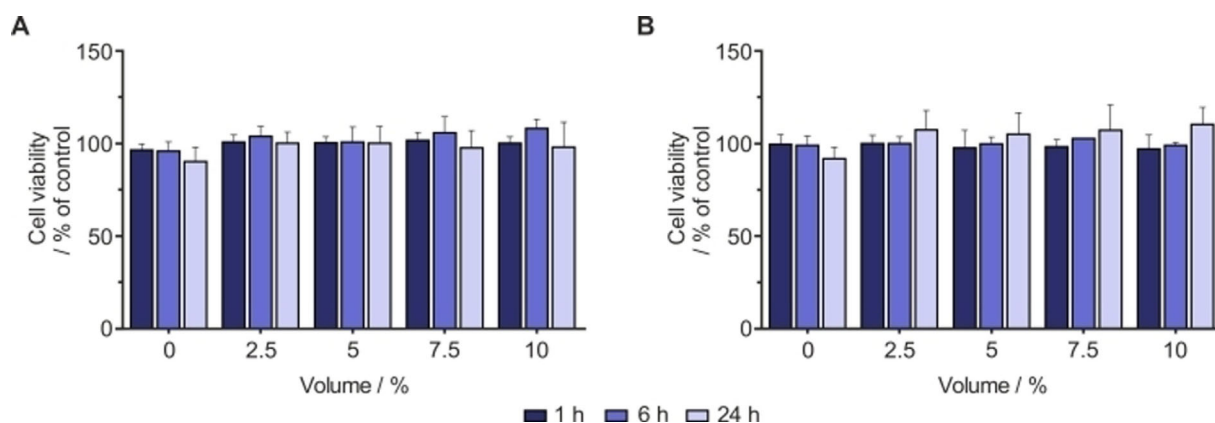 A
Cell viability
/ % of control
150
100
50
0
0 2.5 5 7.5 10
Volume / %
B
Cell viability
/ % of control
150
100
50
0
0 2.5 5 7.5 10
Volume / %
1 h 6 h 24 h